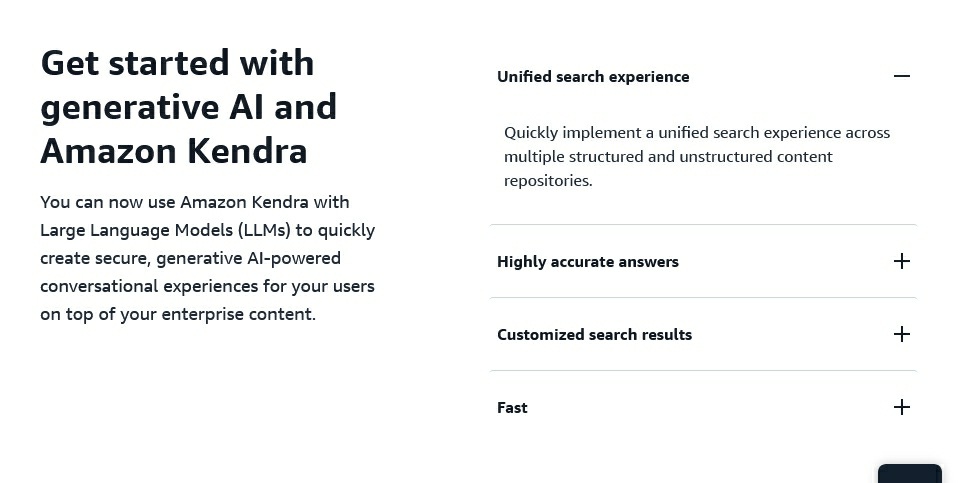 Get started with
generative AI and
Amazon Kendra
You can now use Amazon Kendra with
Large Language Models (LLMs) to quickly
create secure, generative AI-powered
conversational experiences for your users
on top of your enterprise content.
Unified search experience
Quickly implement a unified search experience across
multiple structured and unstructured content
repositories.
Highly accurate answers
Customized search results
Fast